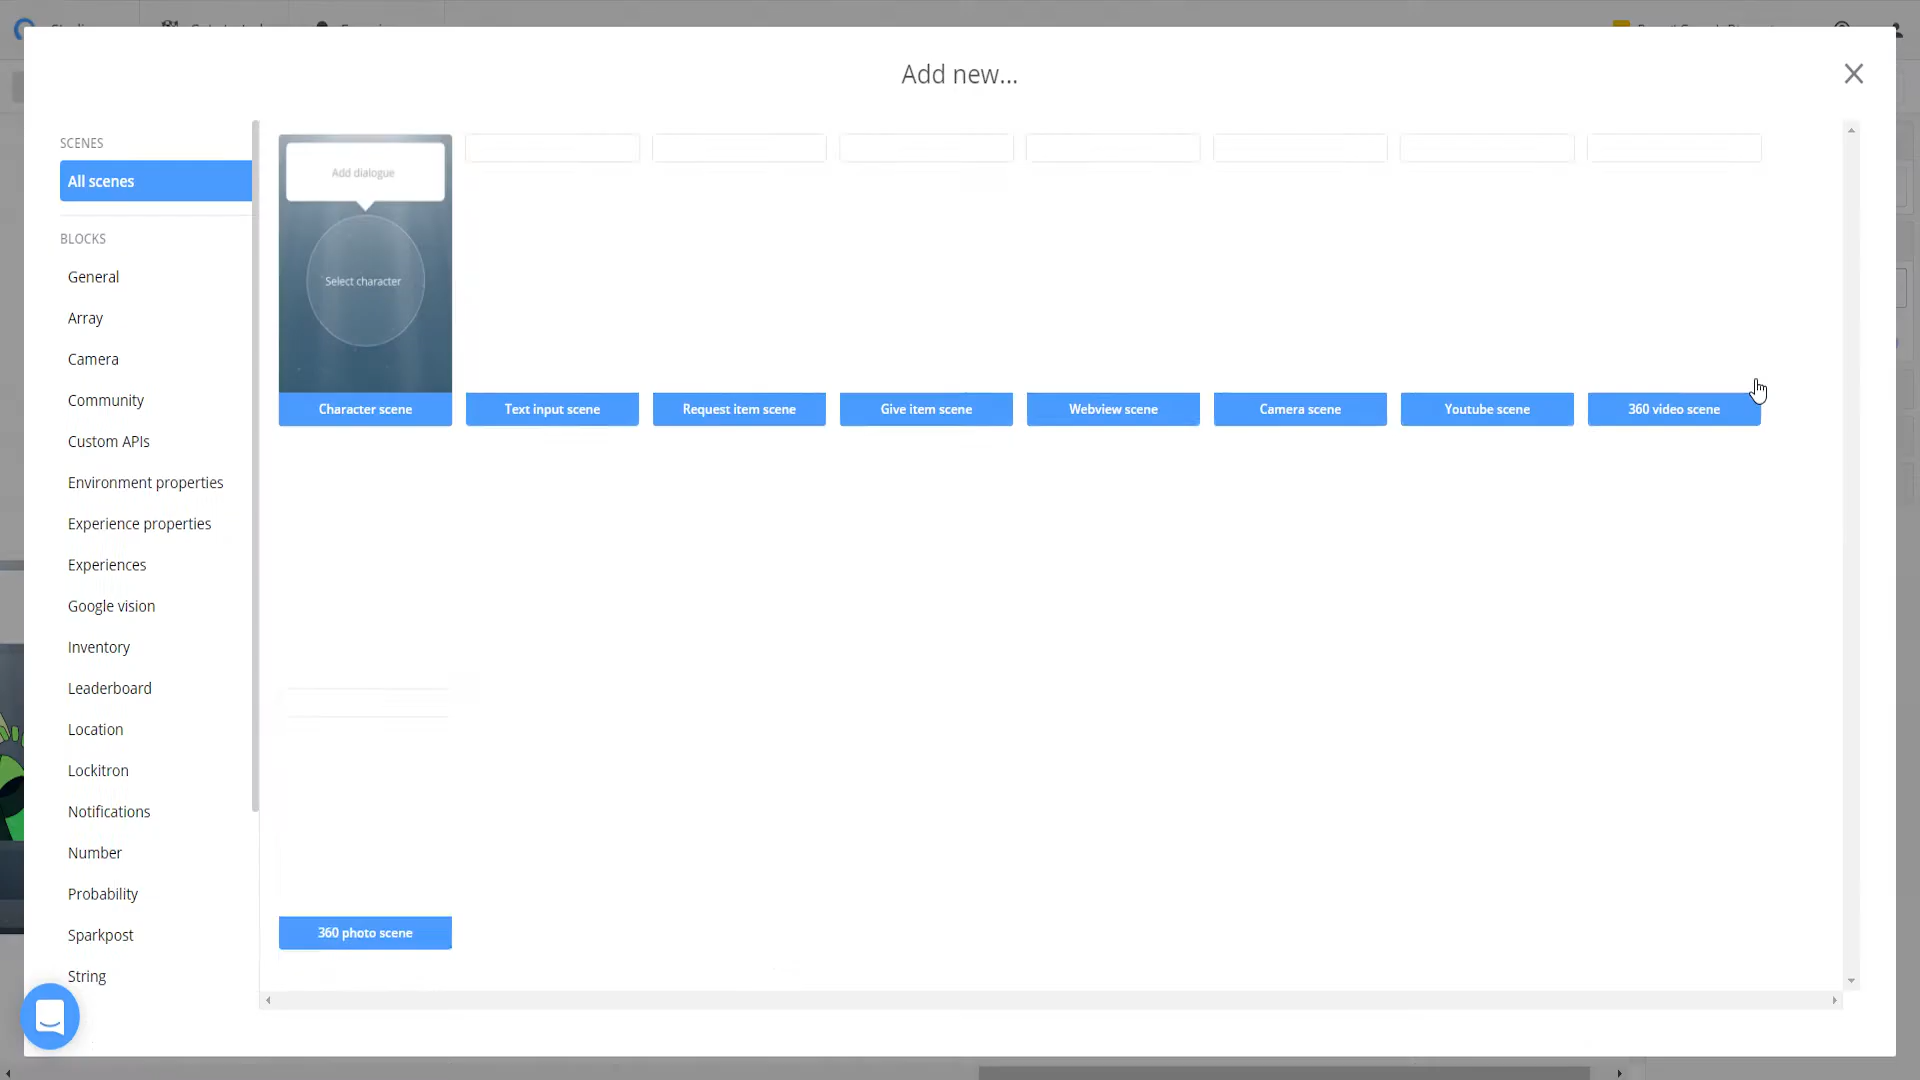 Add new...
SCENES
All scenes
BLOCKS
General
Array
Camera
Community
Custom APIs
Environment properties
Experience properties
Experiences
Google vision
Inventory
Leaderboard
Location
Lockitron
Notifications
Number
Probability
Sparkpost
String
Add dialogue
Select character
Character scene
Text input scene
Request item scene
Give item scene
Webview scene
Camera scene
Youtube scene
360 video scene
360 photo scene